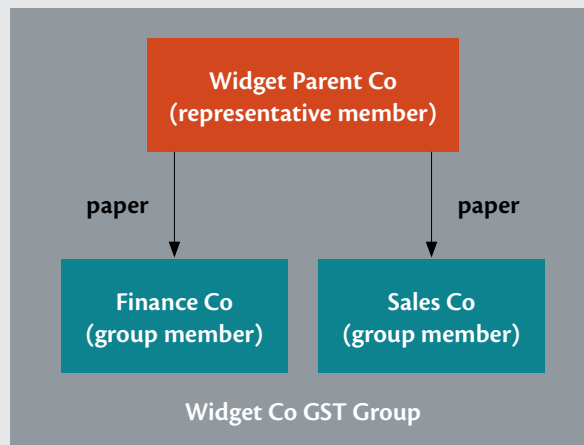 Widget Parent Co
(representative member)
paper
paper
Finance Co
(group member)
Sales Co
(group member)
Widget Co GST Group